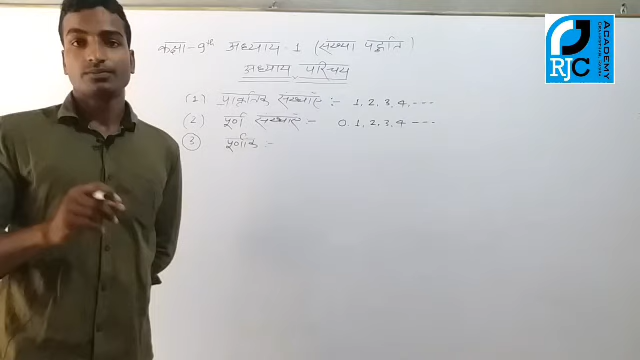 कक्षा-9th अध्याय-1 (संख्या पद्धति)
अध्याय परिचय
(1) प्राकृतिक संख्याएं :- 1, 2, 3, 4, ---
(2) पूर्ण संख्याएं :- 0, 1, 2, 3, 4 ---
(3) पूर्णांक :-
RJC
ACADEMY